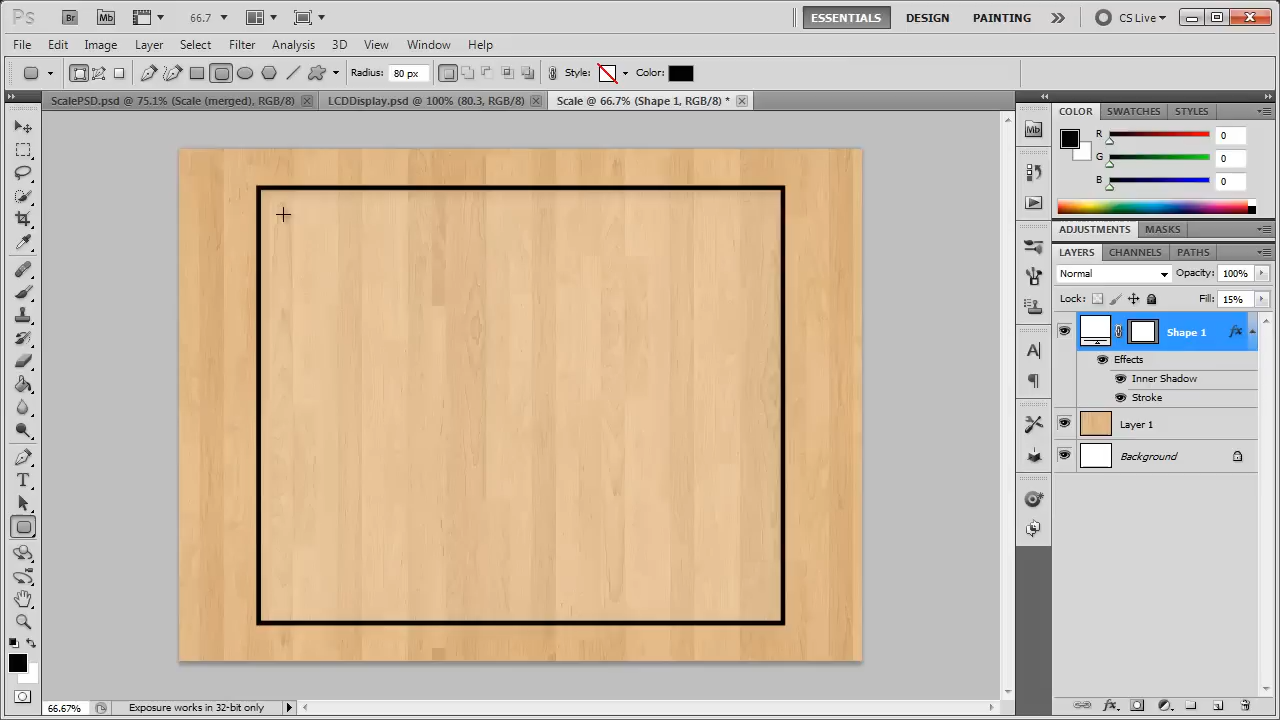 Ps Br Mb 66.7 ESSENTIALS DESIGN PAINTING CS Live
File Edit Image Layer Select Filter Analysis 3D View Window Help
Radius: 80 px Style: Color:
ScalePSD.psd @ 75.1% (Scale (merged), RGB/8) LCDDisplay.psd @ 100% (80.3, RGB/8) Scale @ 66.7% (Shape 1, RGB/8) *
COLOR SWATCHES STYLES
Mb
R 0
G 0
B 0
ADJUSTMENTS MASKS
LAYERS CHANNELS PATHS
Normal Opacity: 100%
Lock: Fill: 15%
Shape 1 fx
Effects
Inner Shadow
Stroke
Layer 1
Background
A
T
66.67% Exposure works in 32-bit only
fx